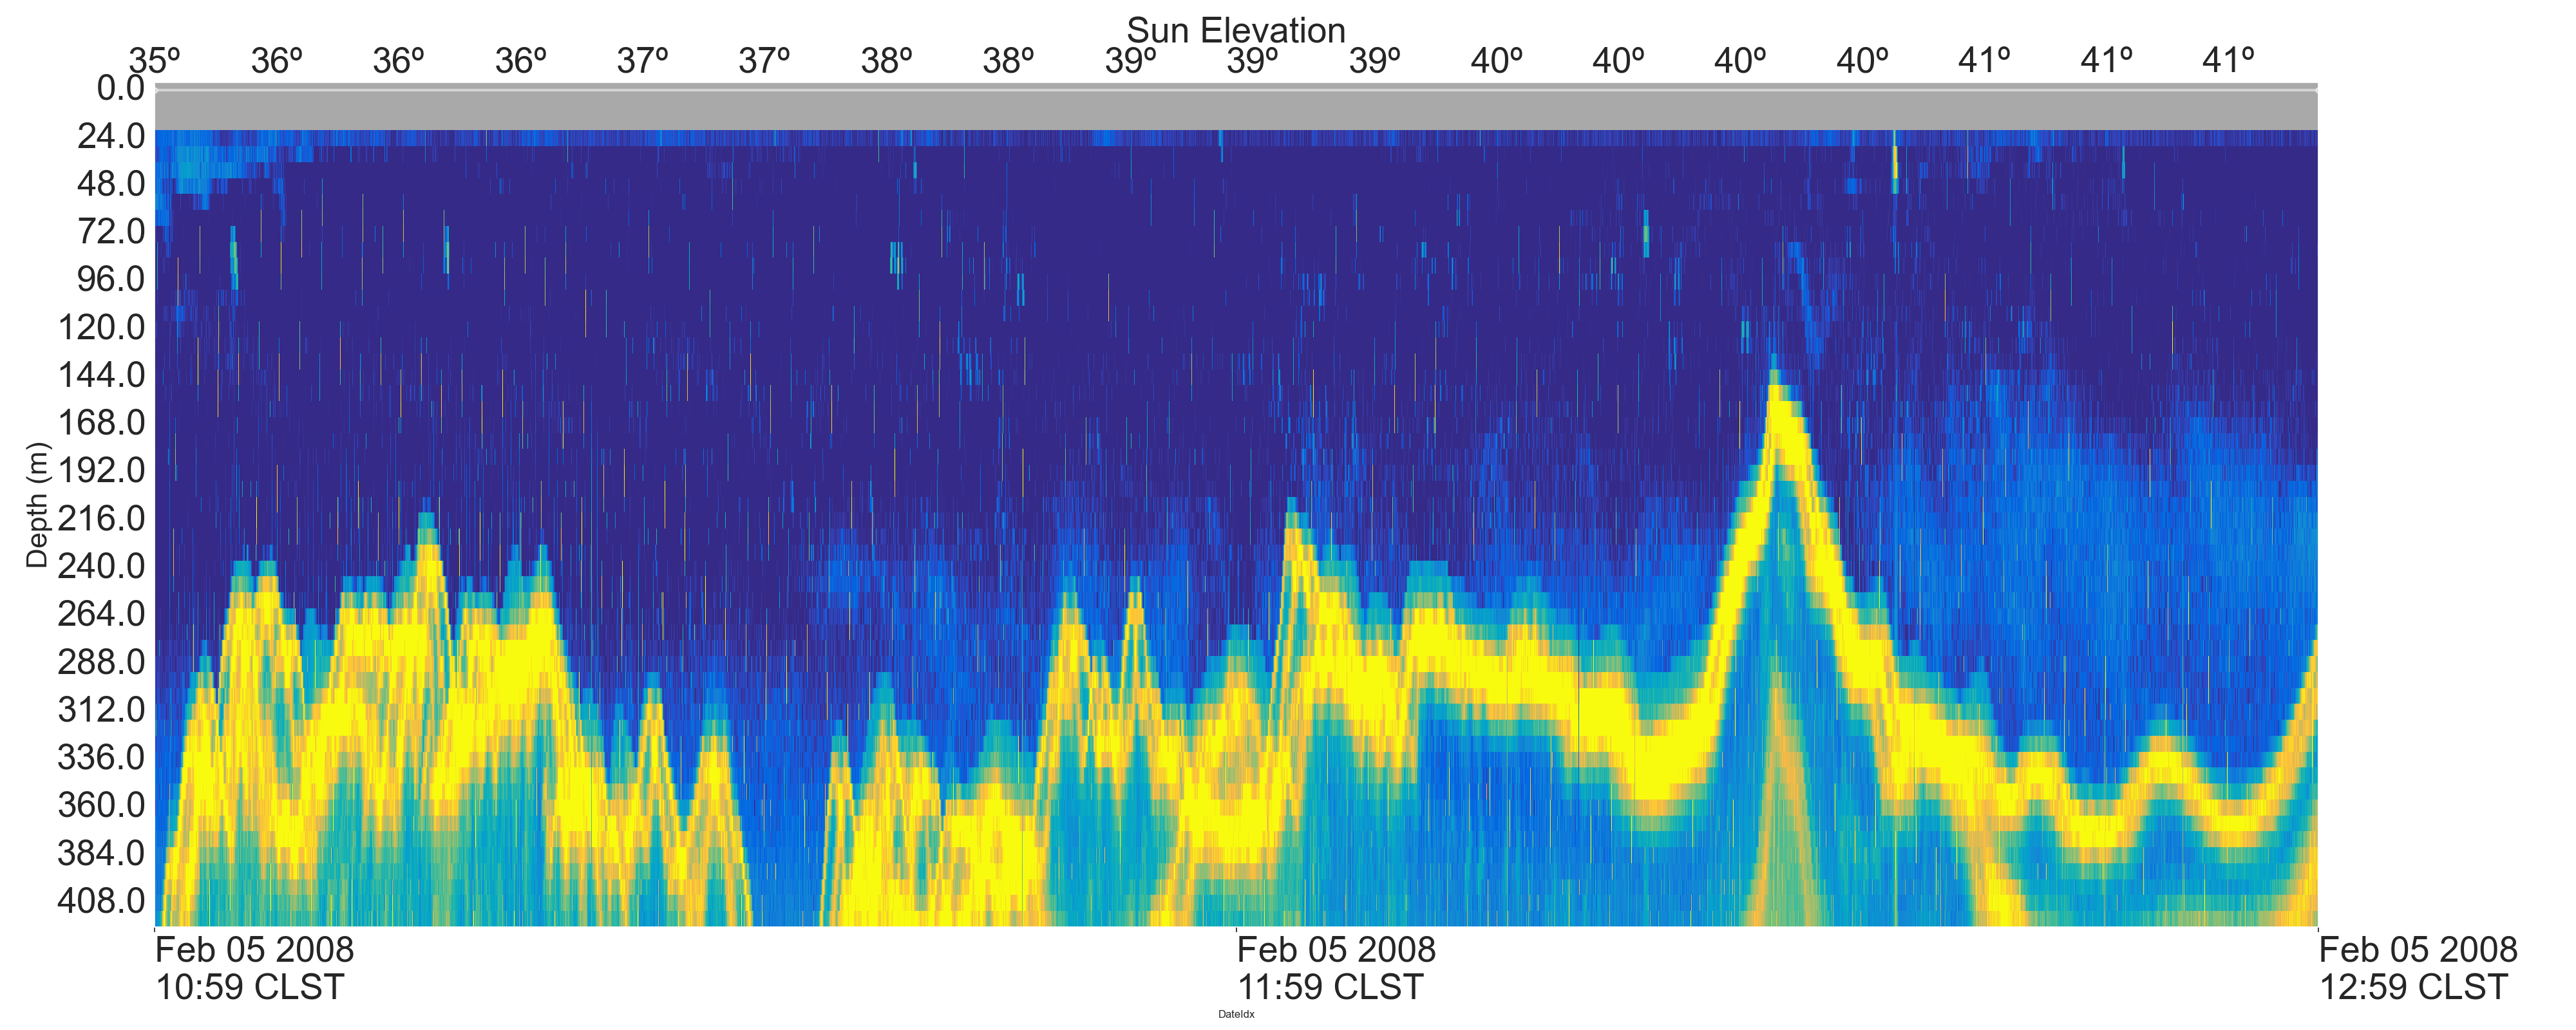 Sun Elevation
35º 36º 36º 36º 37º 37º 38º 38º 39º 39º 39º 40º 40º 40º 40º 41º 41º 41º
0.0
24.0
48.0
72.0
96.0
120.0
144.0
168.0
192.0
216.0
240.0
264.0
288.0
312.0
336.0
360.0
384.0
408.0
Depth (m)
Feb 05 2008
10:59 CLST
Feb 05 2008
11:59 CLST
Feb 05 2008
12:59 CLST
DateIdx